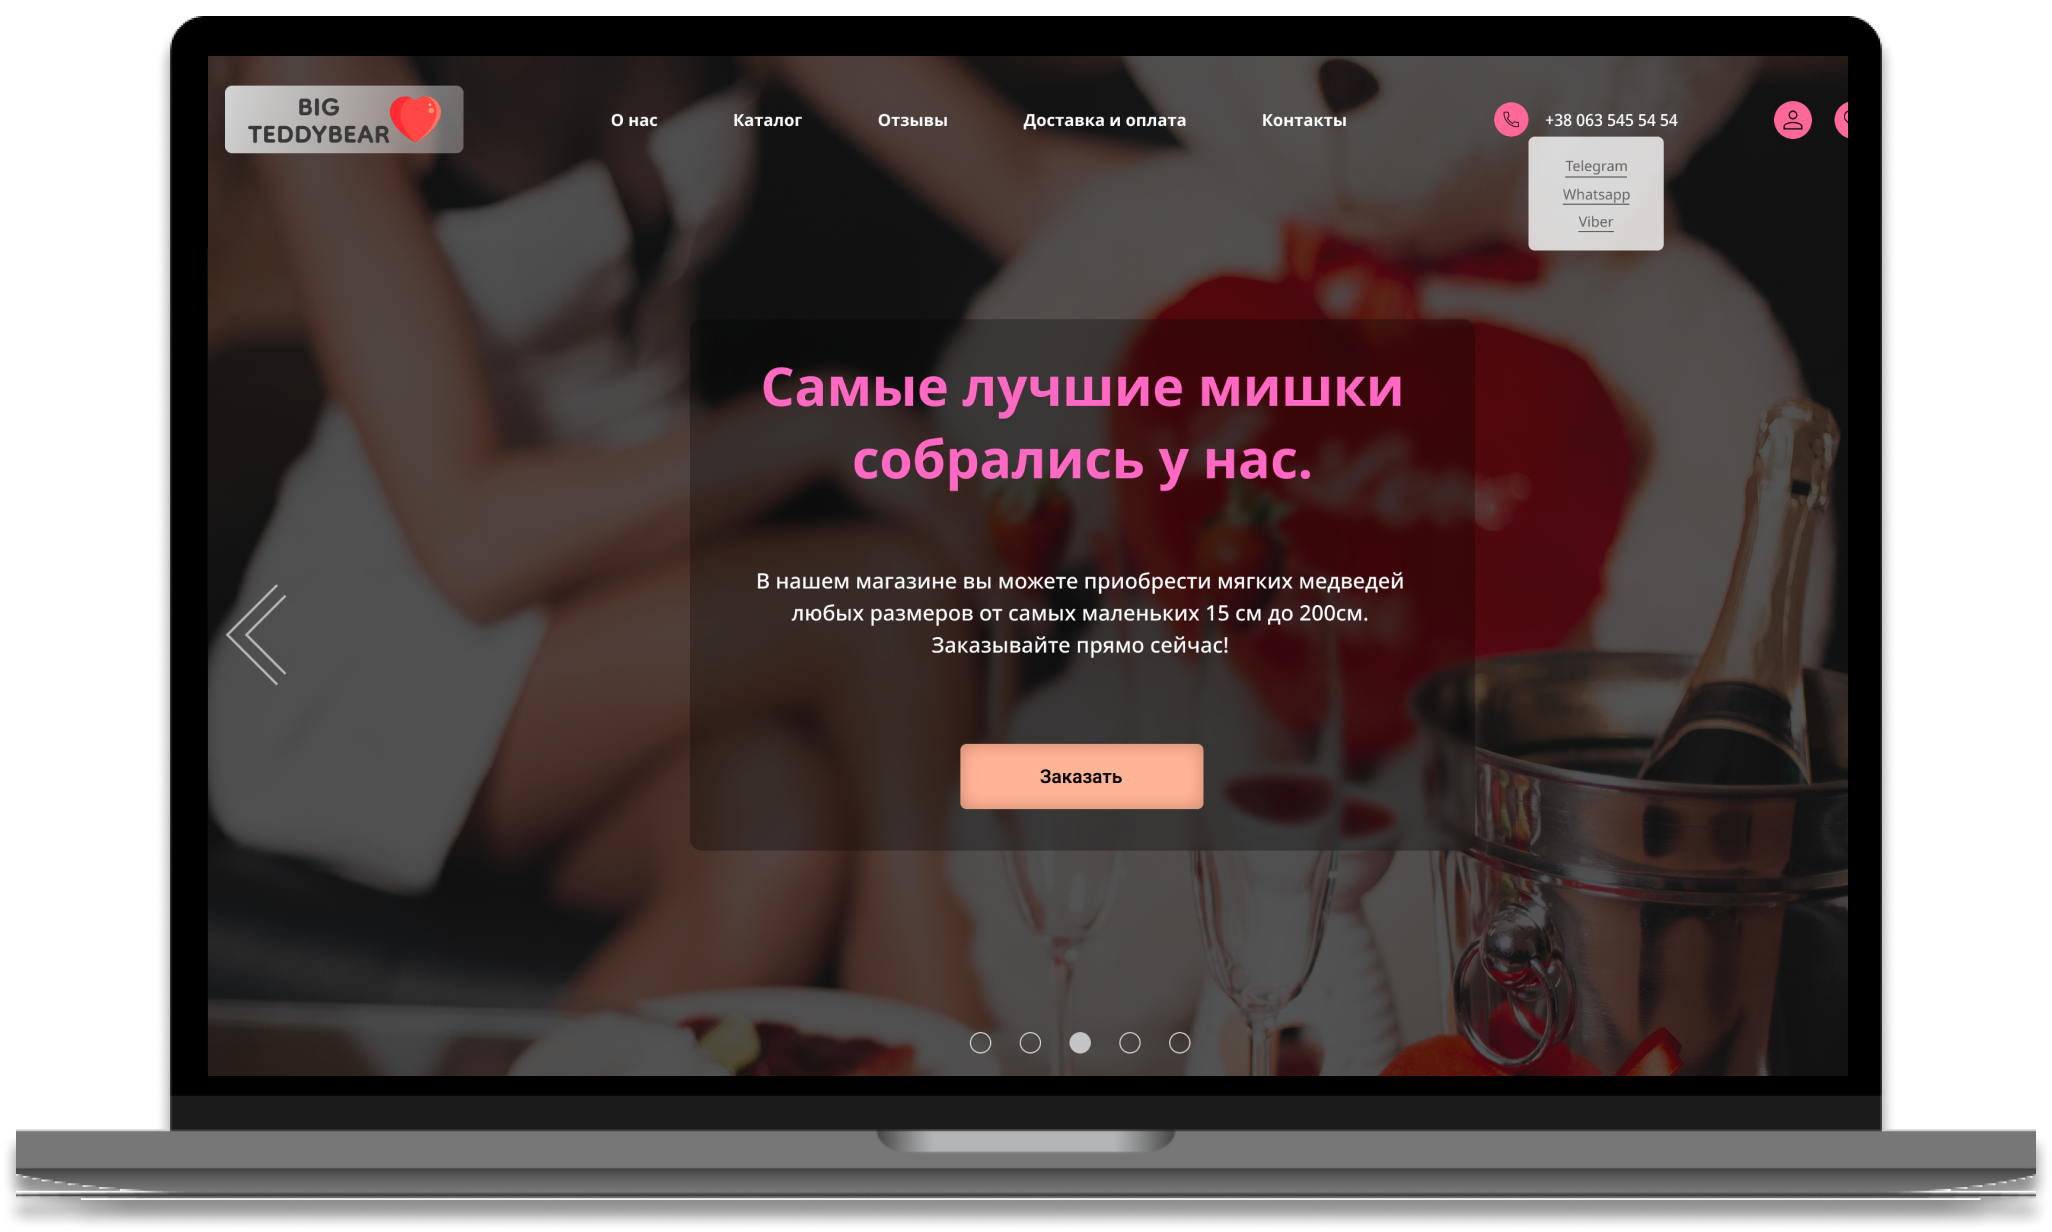 BIG
TEDDYBEAR
О нас
Каталог
Отзывы
Доставка и оплата
Контакты
+38 063 545 54 54
Telegram
Whatsapp
Viber
Самые лучшие мишки
собрались у нас.
В нашем магазине вы можете приобрести мягких медведей
любых размеров от самых маленьких 15 см до 200см.
Заказывайте прямо сейчас!
Заказать